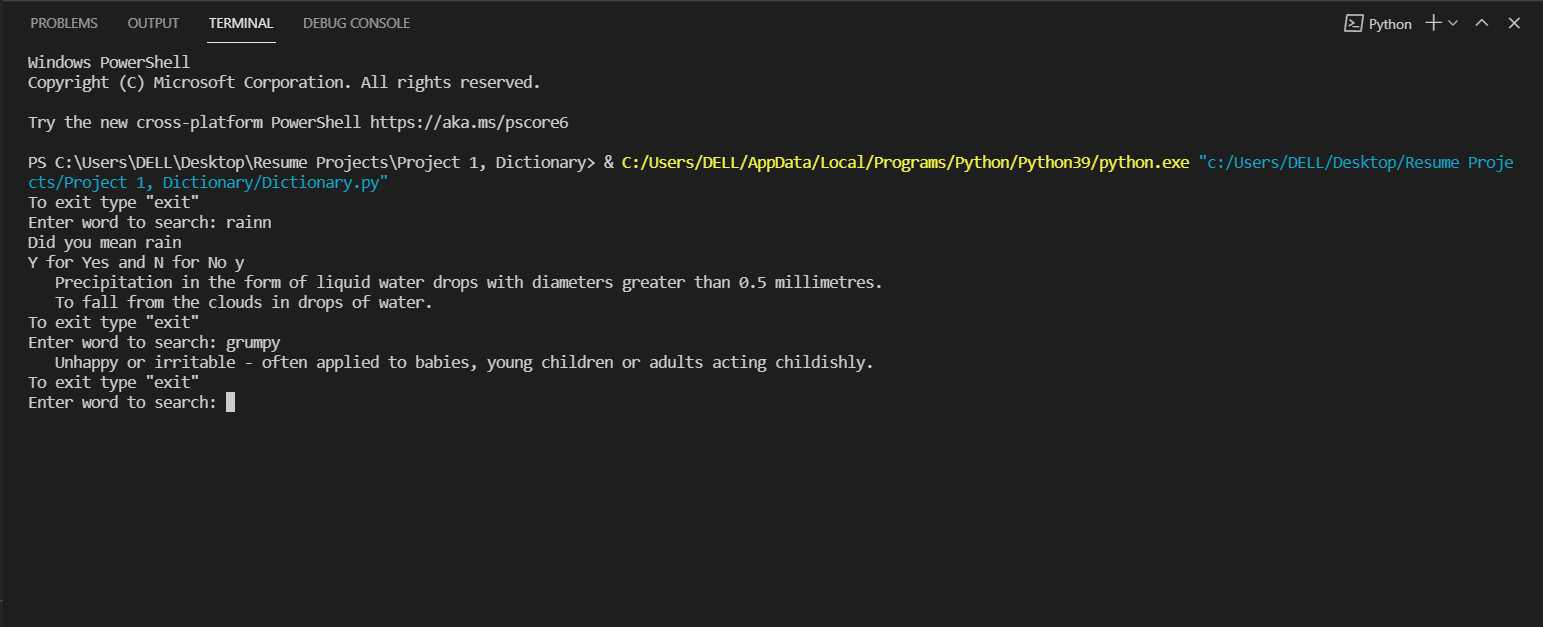 PROBLEMS OUTPUT TERMINAL DEBUG CONSOLE Python
Windows PowerShell
Copyright (C) Microsoft Corporation. All rights reserved.
Try the new cross-platform PowerShell https://aka.ms/pscore6
PS C:\Users\DELL\Desktop\Resume Projects\Project 1, Dictionary> & C:/Users/DELL/AppData/Local/Programs/Python/Python39/python.exe "c:/Users/DELL/Desktop/Resume Proje
cts/Project 1, Dictionary/Dictionary.py"
To exit type "exit"
Enter word to search: rainn
Did you mean rain
Y for Yes and N for No y
Precipitation in the form of liquid water drops with diameters greater than 0.5 millimetres.
To fall from the clouds in drops of water.
To exit type "exit"
Enter word to search: grumpy
Unhappy or irritable - often applied to babies, young children or adults acting childishly.
To exit type "exit"
Enter word to search: